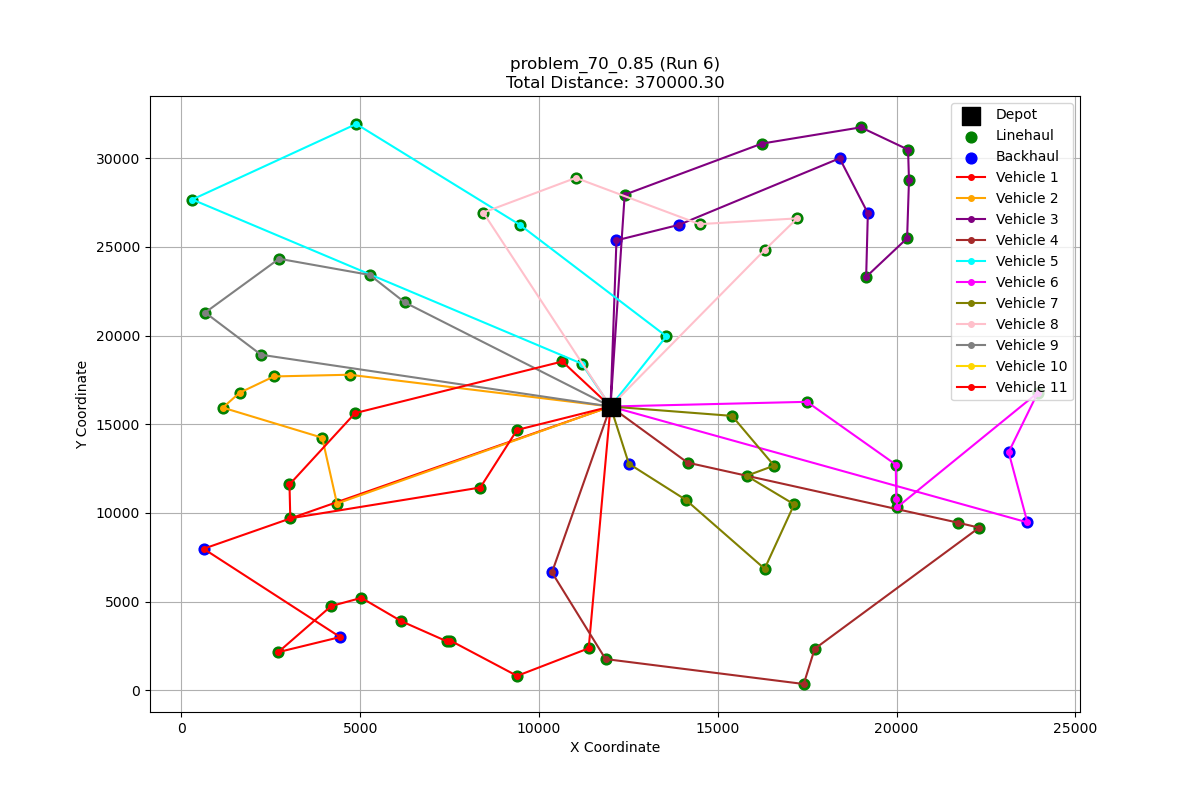 problem_70_0.85 (Run 6)
Total Distance: 370000.30
Depot
Linehaul
Backhaul
Vehicle 1
Vehicle 2
Vehicle 3
Vehicle 4
Vehicle 5
Vehicle 6
Vehicle 7
Vehicle 8
Vehicle 9
Vehicle 10
Vehicle 11
Y Coordinate
30000
25000
20000
15000
10000
5000
0
0
5000
10000
15000
20000
25000
X Coordinate